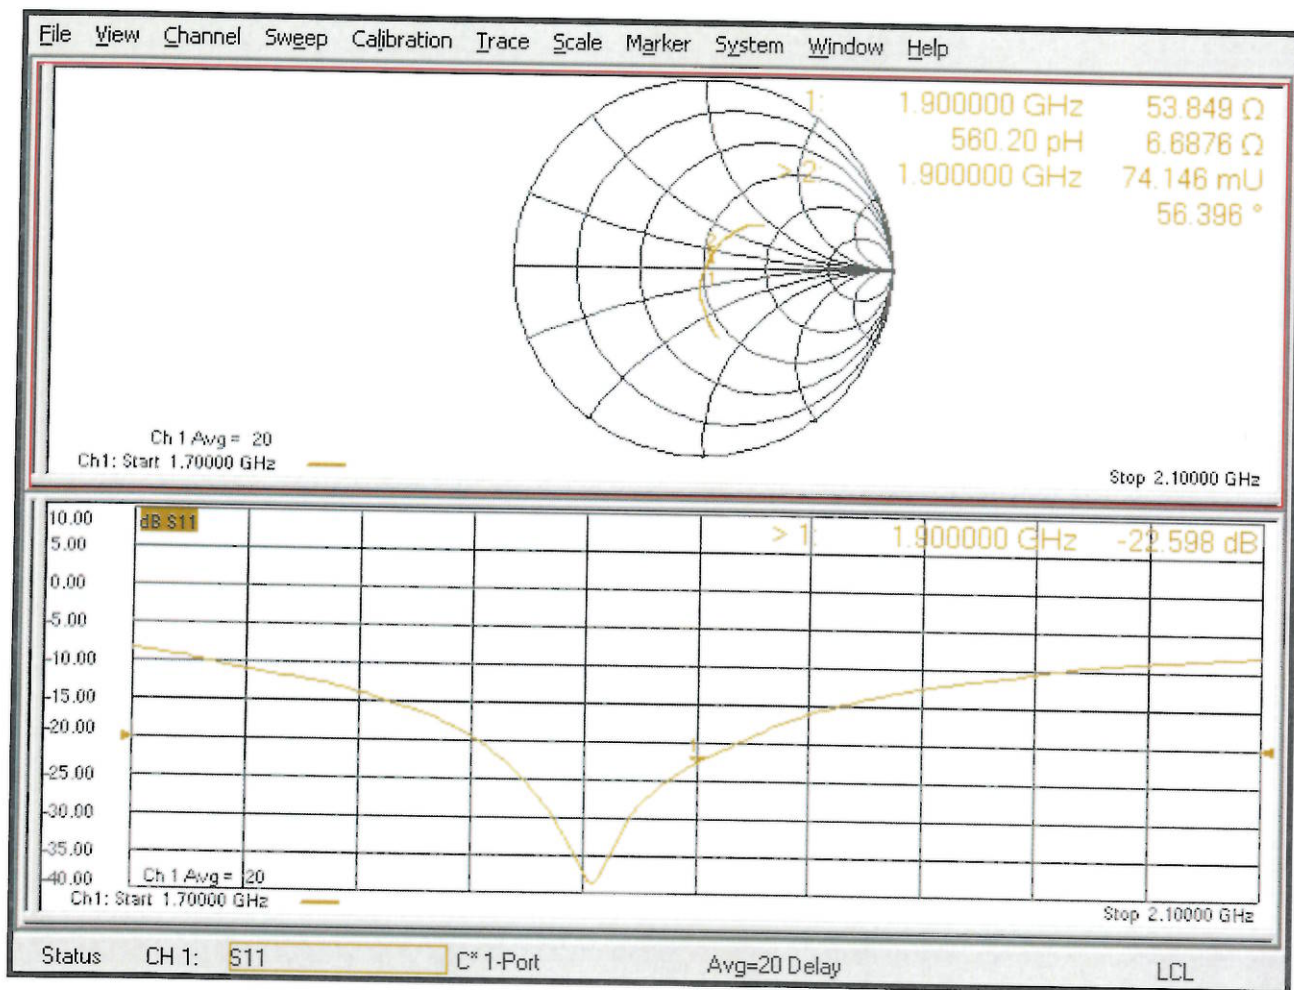 File View Channel Sweep Calibration Trace Scale Marker System Window Help
1: 1.900000 GHz 53.849 Ω
560.20 pH 6.6876 Ω
> 2: 1.900000 GHz 74.146 mU
56.396 °
2
1
Ch 1 Avg = 20
Ch1: Start 1.70000 GHz
Stop 2.10000 GHz
10.00
dB S11
> 1: 1.900000 GHz -22.598 dB
5.00
0.00
-5.00
-10.00
-15.00
-20.00
1
-25.00
-30.00
-35.00
-40.00
Ch 1 Avg = 20
Ch1: Start 1.70000 GHz
Stop 2.10000 GHz
Status CH 1: S11 C* 1-Port Avg=20 Delay LCL